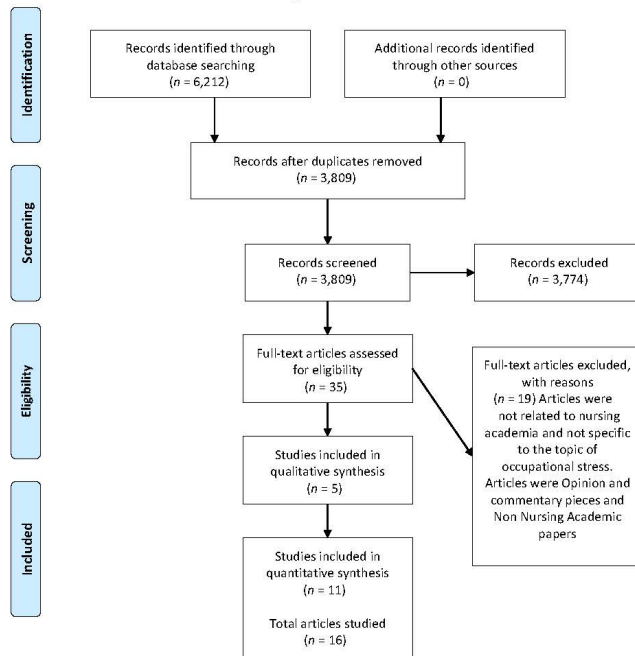 Identification
Records identified through
database searching
(n = 6,212)
Additional records identified
through other sources
(n = 0)
Records after duplicates removed
(n = 3,809)
Screening
Records screened
(n = 3,809)
Records excluded
(n = 3,774)
Eligibility
Full-text articles assessed
for eligibility
(n = 35)
Full-text articles excluded,
with reasons
(n = 19) Articles were
not related to nursing
academia and not specific
to the topic of
occupational stress.
Articles were Opinion and
commentary pieces and
Non Nursing Academic
papers
Studies included in
qualitative synthesis
(n = 5)
Included
Studies included in
quantitative synthesis
(n = 11)
Total articles studied
(n = 16)